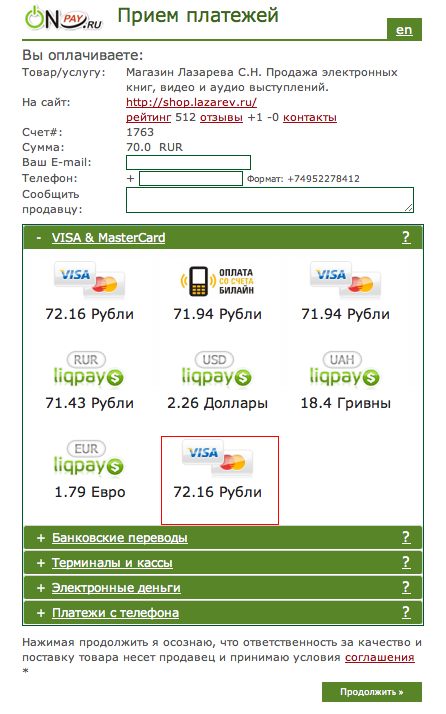 ONPAY.RU Прием платежей
en
Вы оплачиваете:
Товар/услугу: Магазин Лазарева С.Н. Продажа электронных
книг, видео и аудио выступлений.
На сайт: http://shop.lazarev.ru/
рейтинг 512 отзывы +1 -0 контакты
Счет#: 1763
Сумма: 70.0 RUR
Ваш E-mail:
Телефон: + Формат: +74952278412
Сообщить
продавцу:
- VISA & MasterCard ?
VISA MasterCard ОПЛАТА СО СЧЕТА БИЛАЙН VISA MasterCard
72.16 Рубли 71.94 Рубли 71.94 Рубли
RUR USD UAH
liqpay$ liqpay$ liqpay$
71.43 Рубли 2.26 Доллары 18.4 Гривны
EUR VISA MasterCard
liqpay$
1.79 Евро 72.16 Рубли
+ Банковские переводы ?
+ Терминалы и кассы ?
+ Электронные деньги ?
+ Платежи с телефона ?
Нажимая продолжить я осознаю, что ответственность за качество и
поставку товара несет продавец и принимаю условия соглашения
*
Продолжить »